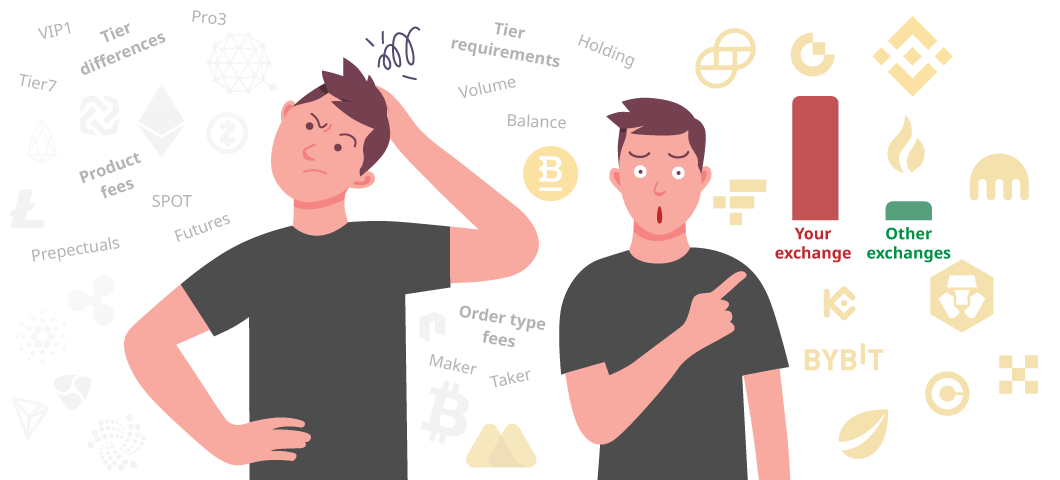 VIP1
Tier
differences
Pro3
Tier7
Product
fees
SPOT
Futures
Prepectuals
Tier
requirements
Holding
Volume
Balance
Order type
fees
Maker
Taker
Your
exchange
Other
exchanges
BYBIT